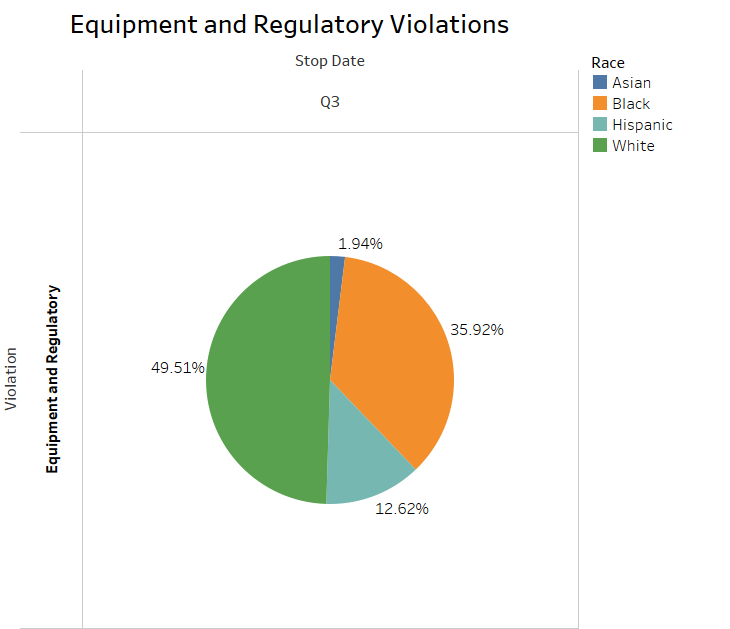 Equipment and Regulatory Violations
Stop Date
Q3
Race
Asian
Black
Hispanic
White
Violation
Equipment and Regulatory
1.94%
35.92%
12.62%
49.51%